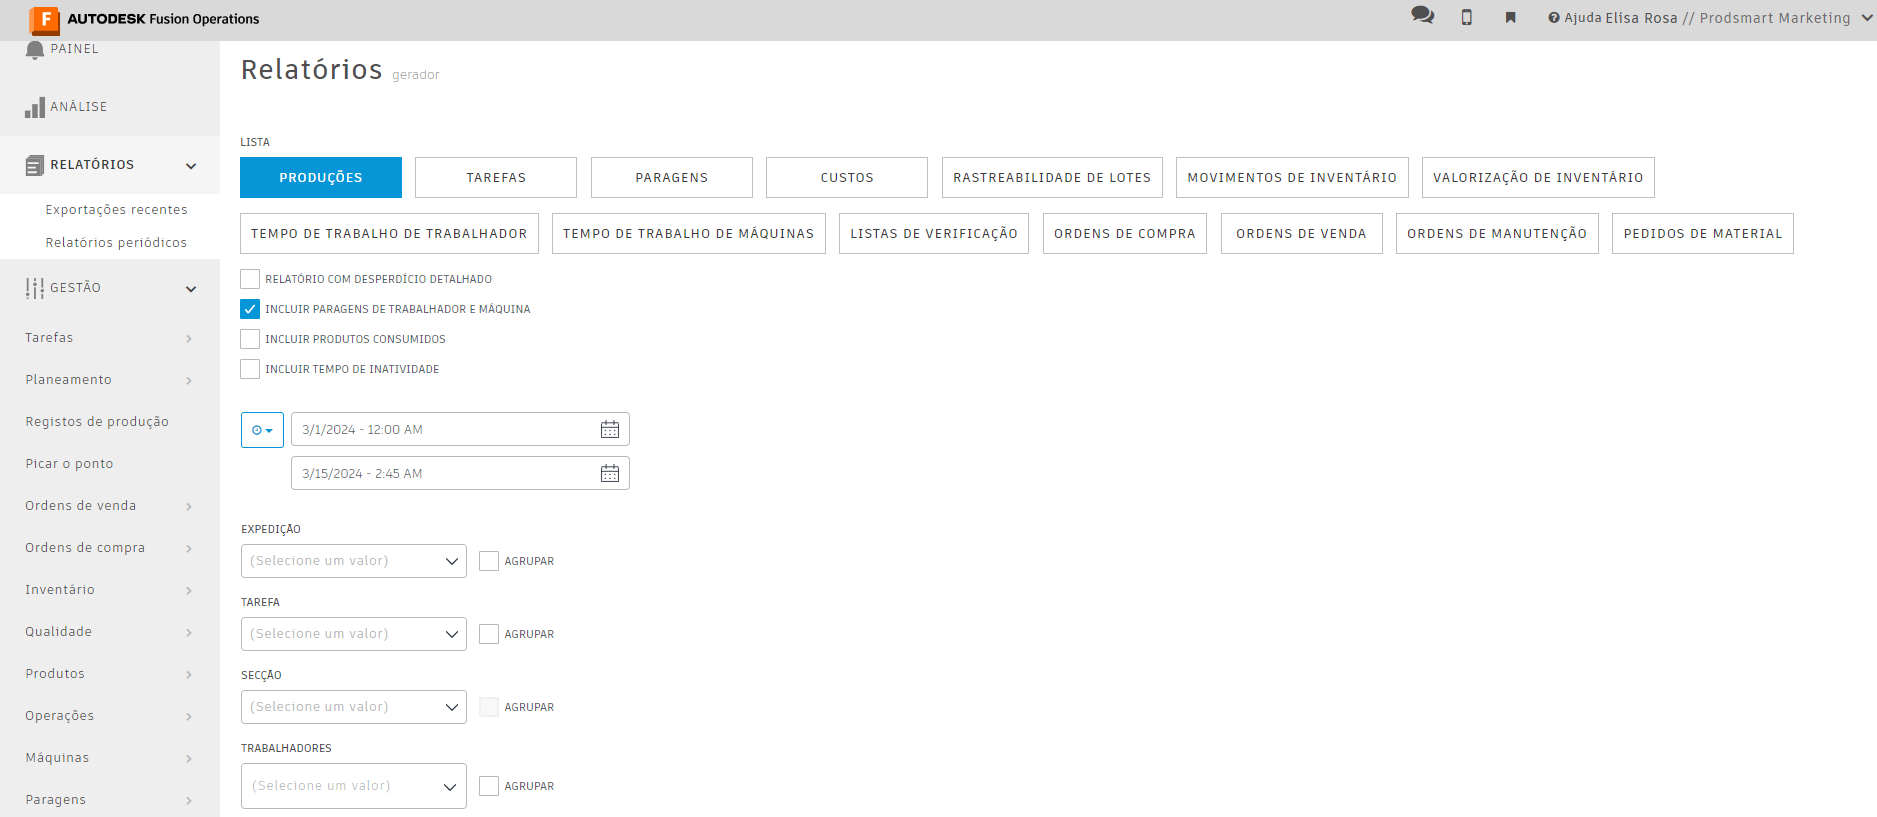 F AUTODESK Fusion Operations
Ajuda Elisa Rosa // Prodsmart Marketing
PAINEL
ANÁLISE
RELATÓRIOS
Exportações recentes
Relatórios periódicos
GESTÃO
Tarefas
Planeamento
Registos de produção
Picar o ponto
Ordens de venda
Ordens de compra
Inventário
Qualidade
Produtos
Operações
Máquinas
Paragens
Relatórios gerador
LISTA
PRODUÇÕES TAREFAS PARAGENS CUSTOS RASTREABILIDADE DE LOTES MOVIMENTOS DE INVENTÁRIO VALORIZAÇÃO DE INVENTÁRIO
TEMPO DE TRABALHO DE TRABALHADOR TEMPO DE TRABALHO DE MÁQUINAS LISTAS DE VERIFICAÇÃO ORDENS DE COMPRA ORDENS DE VENDA ORDENS DE MANUTENÇÃO PEDIDOS DE MATERIAL
RELATÓRIO COM DESPERDÍCIO DETALHADO
INCLUIR PARAGENS DE TRABALHADOR E MÁQUINA
INCLUIR PRODUTOS CONSUMIDOS
INCLUIR TEMPO DE INATIVIDADE
3/1/2024 - 12:00 AM
3/15/2024 - 2:45 AM
EXPEDIÇÃO
(Selecione um valor) AGRUPAR
TAREFA
(Selecione um valor) AGRUPAR
SECÇÃO
(Selecione um valor) AGRUPAR
TRABALHADORES
(Selecione um valor) AGRUPAR